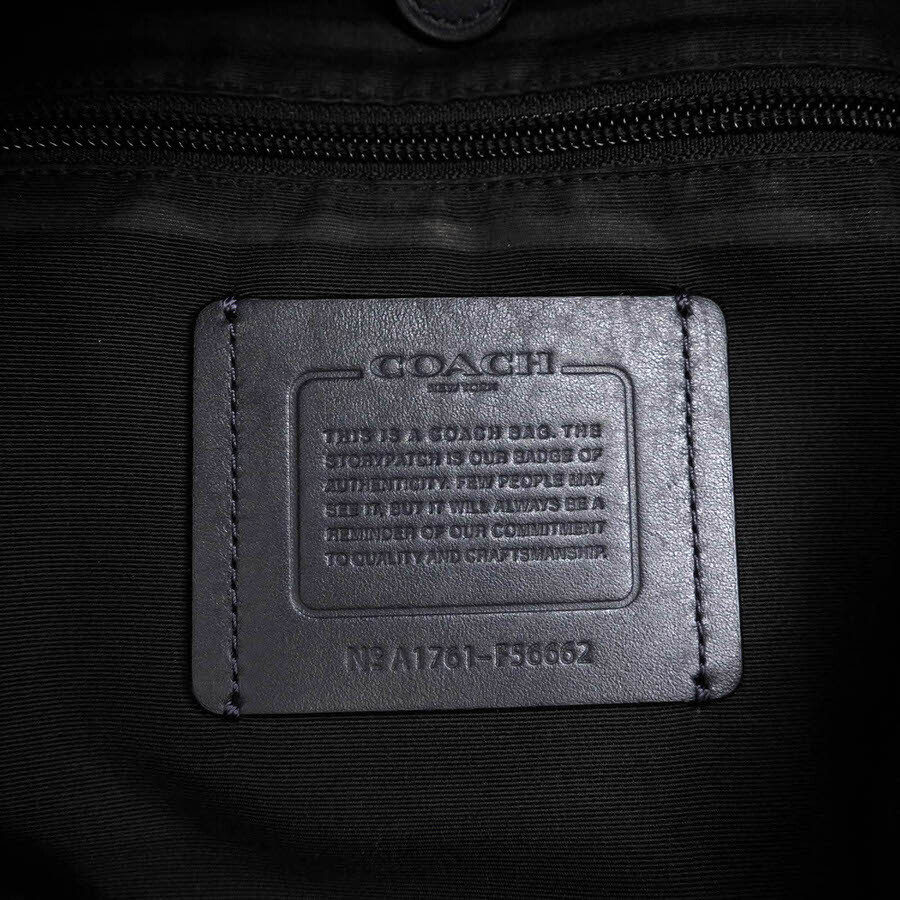 COACH
NEW YORK
THIS IS A COACH BAG. THE
STORYPATCH IS OUR BADGE OF
AUTHENTICITY. FEW PEOPLE MAY
SEE IT, BUT IT WILL ALWAYS BE A
REMINDER OF OUR COMMITMENT
TO QUALITY AND CRAFTSMANSHIP.
Nº A1761-F56662